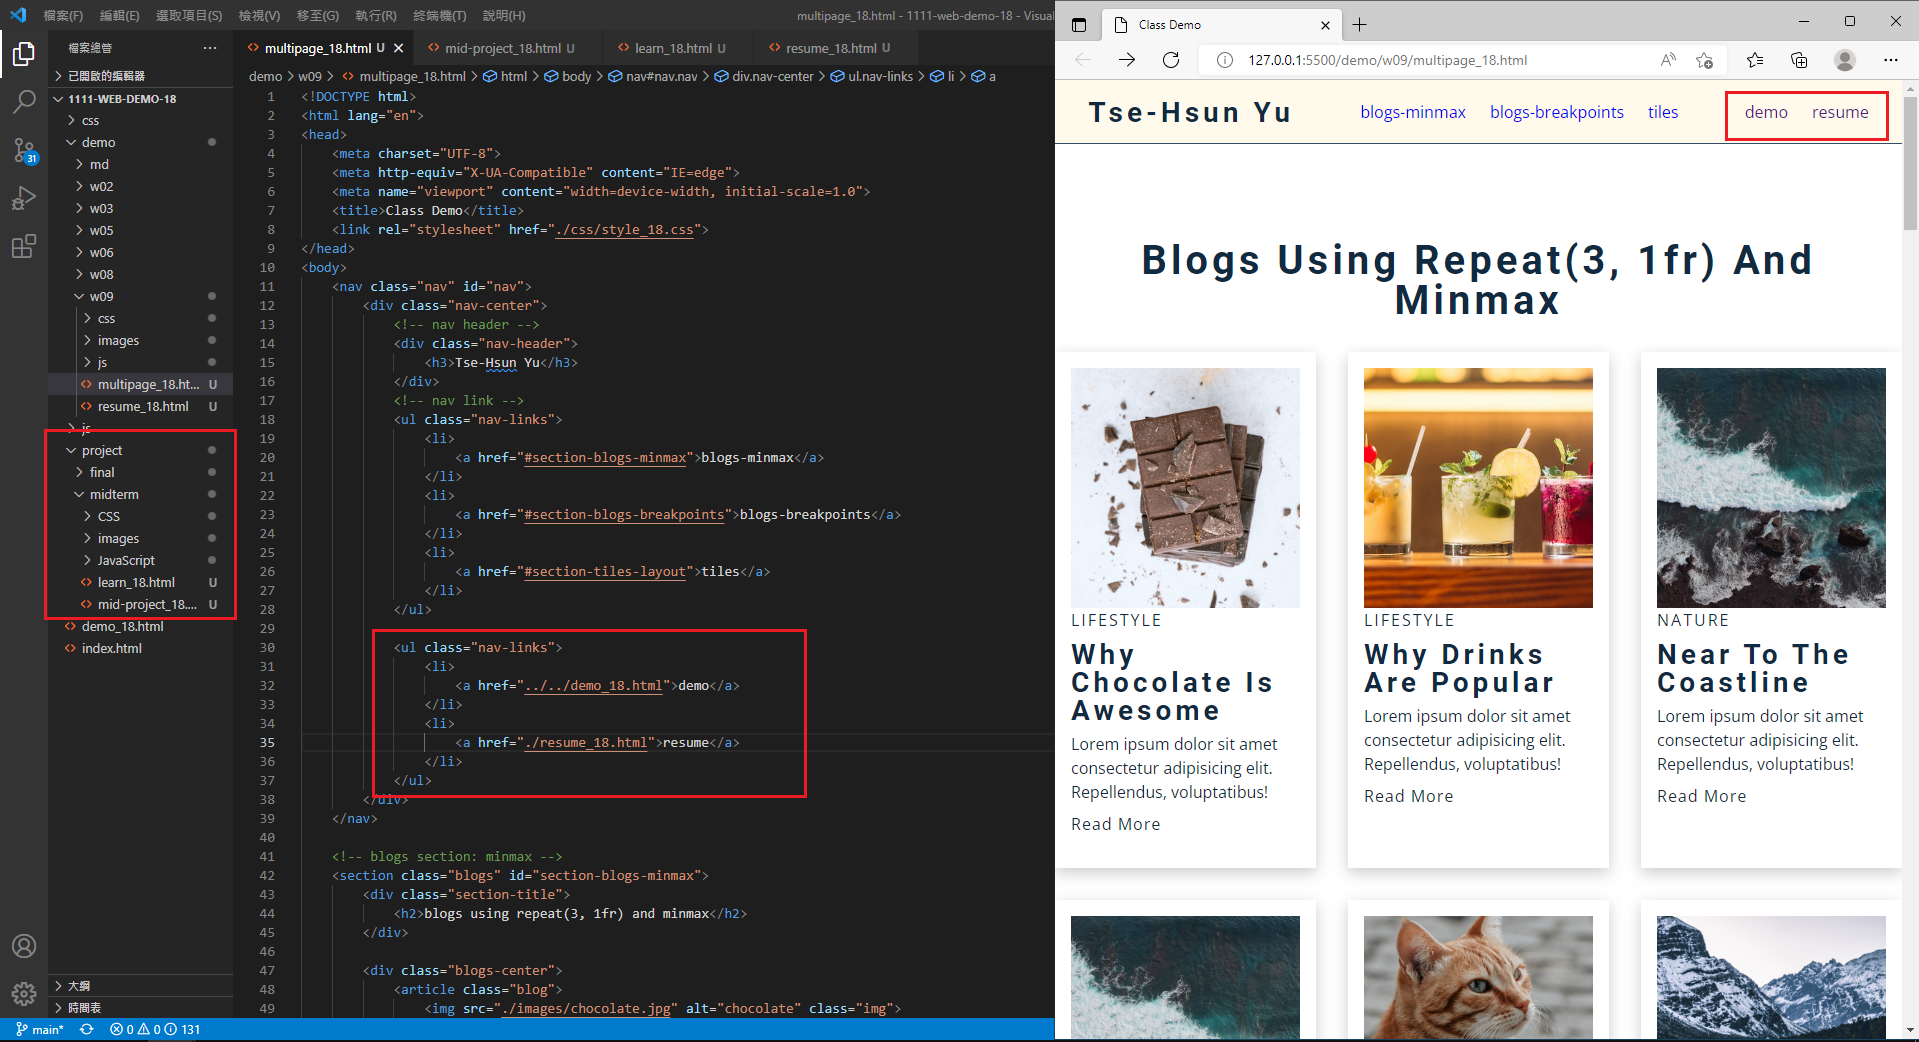 檔案(F) 編輯(E) 選取項目(S) 檢視(V) 移至(G) 執行(R) 終端機(T) 說明(H) multipage_18.html - 1111-web-demo-18 - Visual
檔案總管 ···
已開啟的編輯器
1111-WEB-DEMO-18
css
demo
md
w02
w03
w05
w06
w08
w09
css
images
js
multipage_18.ht... U
resume_18.html U
js
project
final
midterm
CSS
images
JavaScript
learn_18.html U
mid-project_18.... U
demo_18.html
index.html
大綱
時間表
31
main* 0 0 131
multipage_18.html U mid-project_18.html U learn_18.html U resume_18.html U
demo > w09 > multipage_18.html > html > body > nav#nav.nav > div.nav-center > ul.nav-links > li > a
1 <!DOCTYPE html>
2 <html lang="en">
3 <head>
4 <meta charset="UTF-8">
5 <meta http-equiv="X-UA-Compatible" content="IE=edge">
6 <meta name="viewport" content="width=device-width, initial-scale=1.0">
7 <title>Class Demo</title>
8 <link rel="stylesheet" href="./css/style_18.css">
9 </head>
10 <body>
11 <nav class="nav" id="nav">
12 <div class="nav-center">
13 <!-- nav header -->
14 <div class="nav-header">
15 <h3>Tse-Hsun Yu</h3>
16 </div>
17 <!-- nav link -->
18 <ul class="nav-links">
19 <li>
20 <a href="#section-blogs-minmax">blogs-minmax</a>
21 </li>
22 <li>
23 <a href="#section-blogs-breakpoints">blogs-breakpoints</a>
24 </li>
25 <li>
26 <a href="#section-tiles-layout">tiles</a>
27 </li>
28 </ul>
29
30 <ul class="nav-links">
31 <li>
32 <a href="../../demo_18.html">demo</a>
33 </li>
34 <li>
35 <a href="./resume_18.html">resume</a>
36 </li>
37 </ul>
38 </div>
39 </nav>
40
41 <!-- blogs section: minmax -->
42 <section class="blogs" id="section-blogs-minmax">
43 <div class="section-title">
44 <h2>blogs using repeat(3, 1fr) and minmax</h2>
45 </div>
46
47 <div class="blogs-center">
48 <article class="blog">
49 <img src="./images/chocolate.jpg" alt="chocolate" class="img">
Class Demo
127.0.0.1:5500/demo/w09/multipage_18.html
Tse-Hsun Yu blogs-minmax blogs-breakpoints tiles demo resume
Blogs Using Repeat(3, 1fr) And
Minmax
LIFESTYLE
Why
Chocolate Is
Awesome
Lorem ipsum dolor sit amet
consectetur adipisicing elit.
Repellendus, voluptatibus!
Read More
LIFESTYLE
Why Drinks
Are Popular
Lorem ipsum dolor sit amet
consectetur adipisicing elit.
Repellendus, voluptatibus!
Read More
NATURE
Near To The
Coastline
Lorem ipsum dolor sit amet
consectetur adipisicing elit.
Repellendus, voluptatibus!
Read More